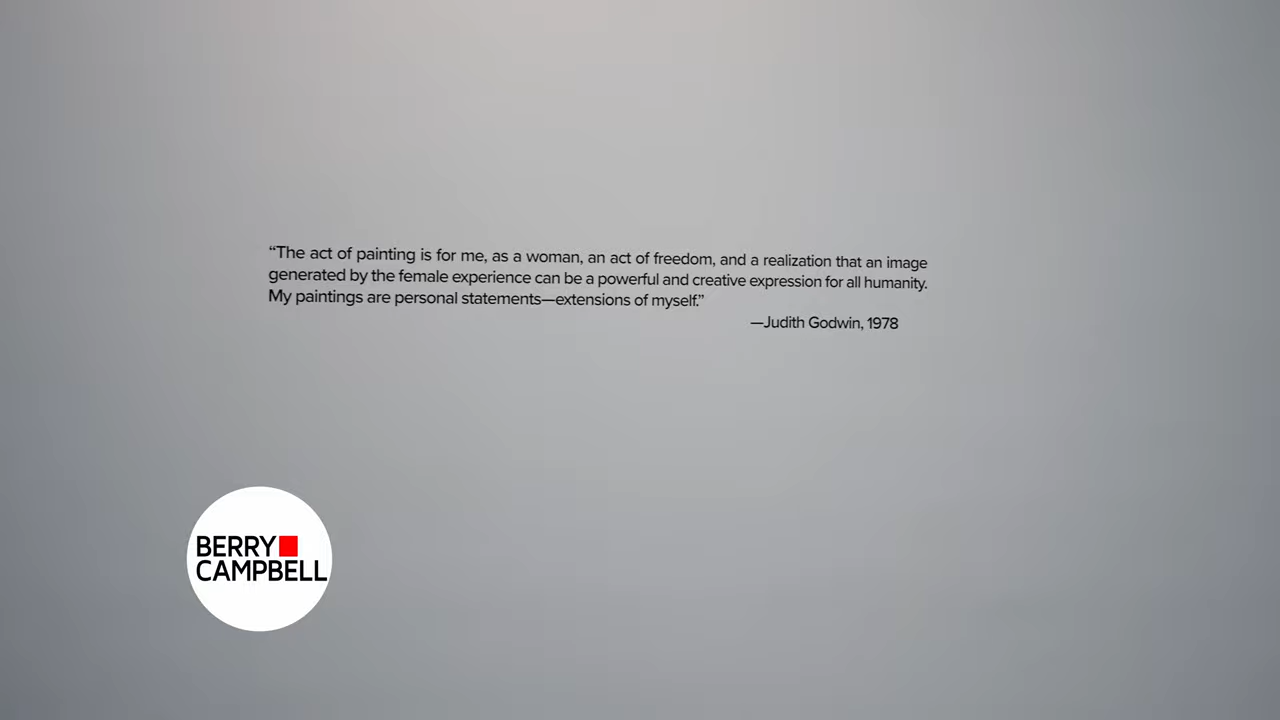 “The act of painting is for me, as a woman, an act of freedom, and a realization that an image
generated by the female experience can be a powerful and creative expression for all humanity.
My paintings are personal statements—extensions of myself.”
—Judith Godwin, 1978
BERRY
CAMPBELL